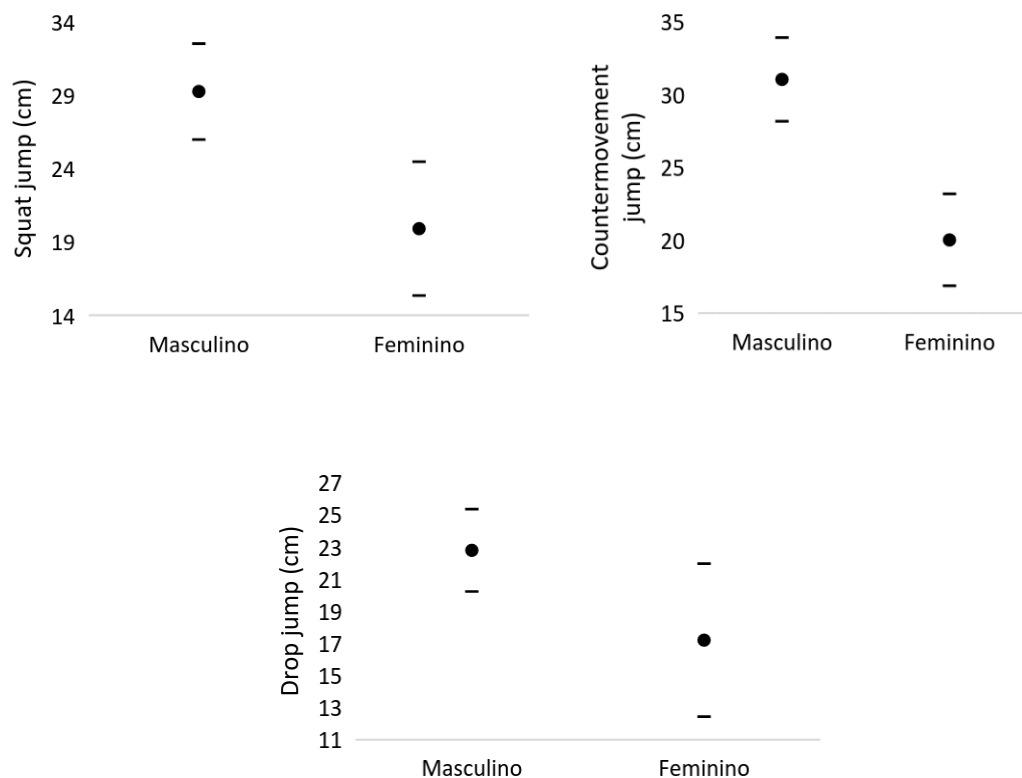 Squat jump (cm)
34
29
24
19
14
Masculino
Feminino
Countermovement
jump (cm)
35
30
25
20
15
Masculino
Feminino
Drop jump (cm)
27
25
23
21
19
17
15
13
11
Masculino
Feminino